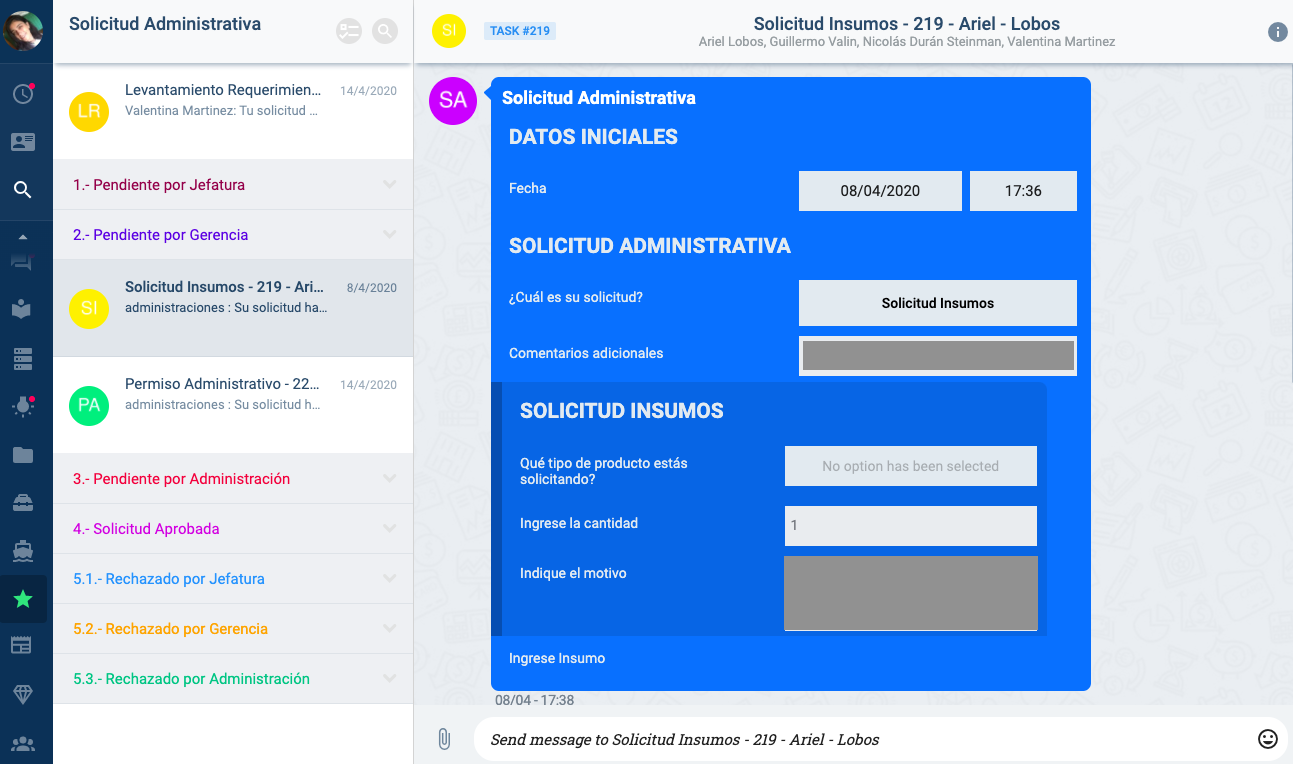 Solicitud Administrativa
LR
Levantamiento Requerimien...
14/4/2020
Valentina Martinez: Tu solicitud ...
1.- Pendiente por Jefatura
2.- Pendiente por Gerencia
SI
Solicitud Insumos - 219 - Ari...
8/4/2020
administraciones : Su solicitud ha...
PA
Permiso Administrativo - 22...
14/4/2020
administraciones : Su solicitud h...
3.- Pendiente por Administración
4.- Solicitud Aprobada
5.1.- Rechazado por Jefatura
5.2.- Rechazado por Gerencia
5.3.- Rechazado por Administración
SI
TASK #219
Solicitud Insumos - 219 - Ariel - Lobos
Ariel Lobos, Guillermo Valin, Nicolás Durán Steinman, Valentina Martinez
SA
Solicitud Administrativa
DATOS INICIALES
Fecha
08/04/2020
17:36
SOLICITUD ADMINISTRATIVA
¿Cuál es su solicitud?
Solicitud Insumos
Comentarios adicionales
SOLICITUD INSUMOS
Qué tipo de producto estás
solicitando?
No option has been selected
Ingrese la cantidad
1
Indique el motivo
Ingrese Insumo
08/04 - 17:38
Send message to Solicitud Insumos - 219 - Ariel - Lobos